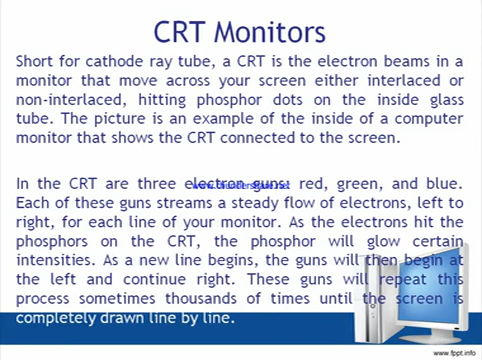 CRT Monitors
Short for cathode ray tube, a CRT is the electron beams in a
monitor that move across your screen either interlaced or
non-interlaced, hitting phosphor dots on the inside glass
tube. The picture is an example of the inside of a computer
monitor that shows the CRT connected to the screen.
In the CRT are three electron guns: red, green, and blue.
Each of these guns streams a steady flow of electrons, left to
right, for each line of your monitor. As the electrons hit the
phosphors on the CRT, the phosphor will glow certain
intensities. As a new line begins, the guns will then begin at
the left and continue right. These guns will repeat this
process sometimes thousands of times until the screen is
completely drawn line by line.
www.fppt.info